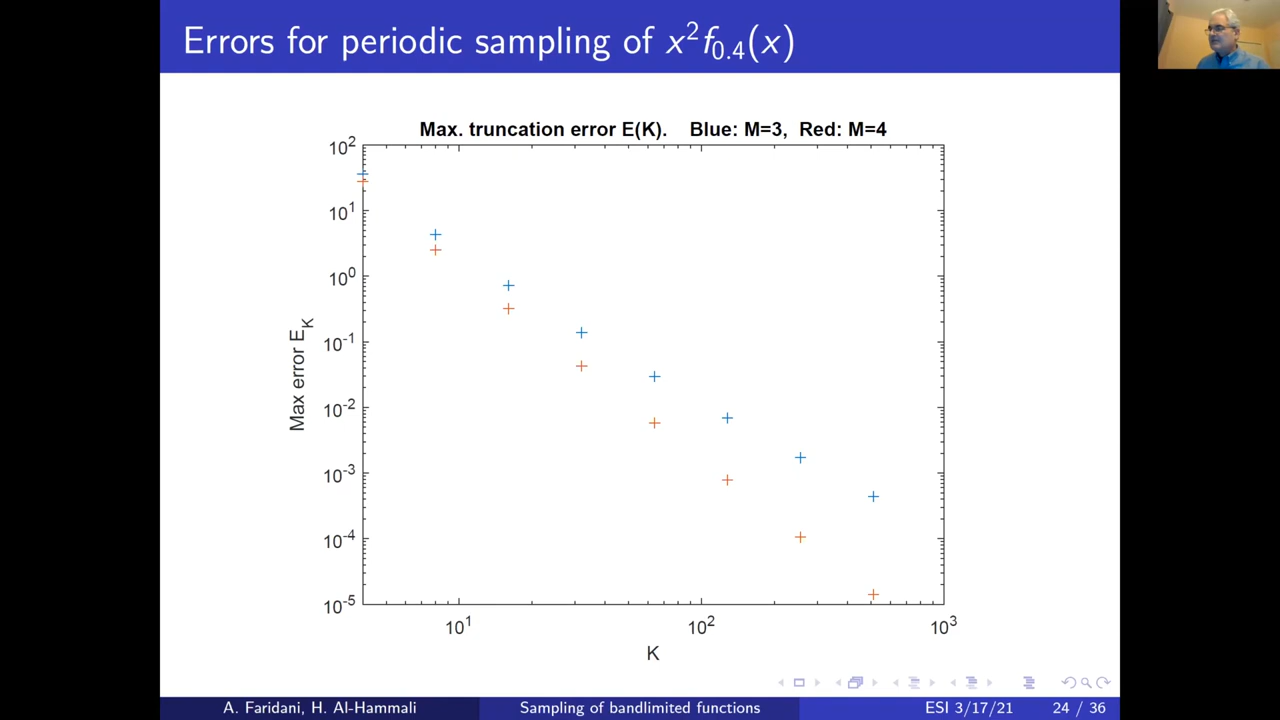 Errors for periodic sampling of x²f₀.₄(x)
Max. truncation error E(K). Blue: M=3, Red: M=4
10²
10¹
10⁰
10⁻¹
10⁻²
10⁻³
10⁻⁴
10⁻⁵
Max error E_K
10¹ 10² 10³
K
A. Faridani, H. Al-Hammali Sampling of bandlimited functions ESI 3/17/21 24 / 36